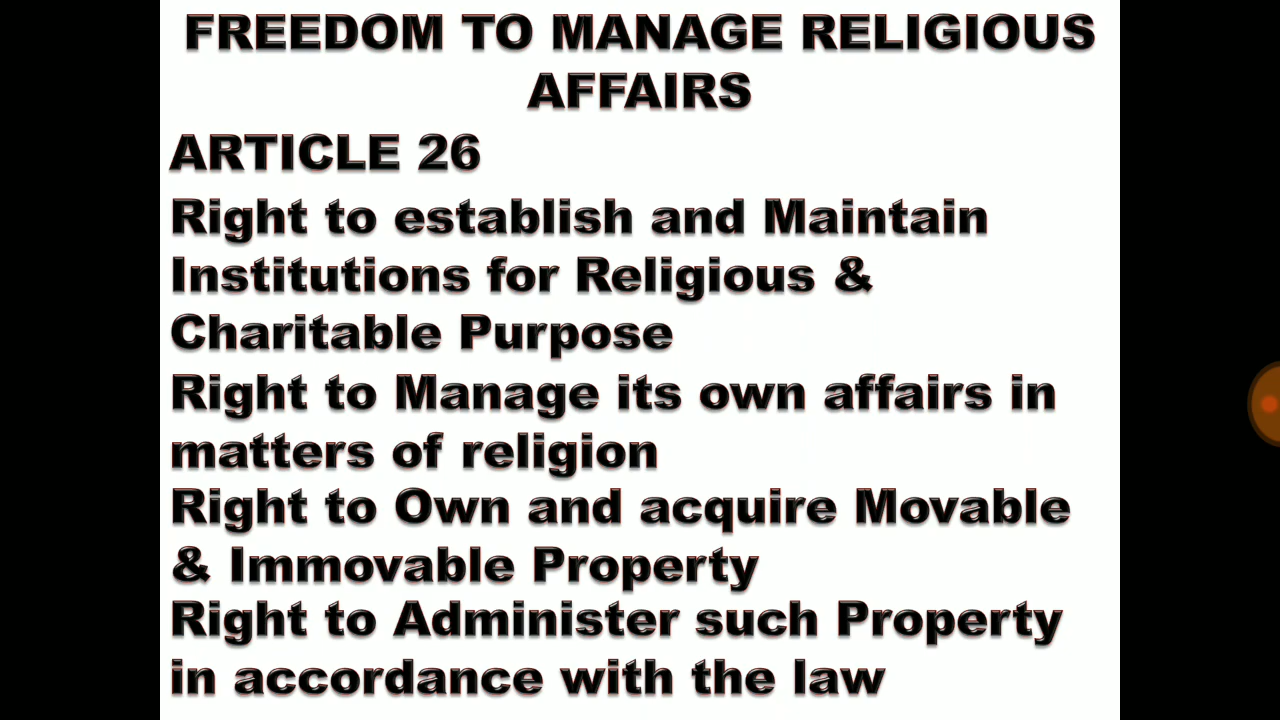 FREEDOM TO MANAGE RELIGIOUS
AFFAIRS
ARTICLE 26
Right to establish and Maintain
Institutions for Religious &
Charitable Purpose
Right to Manage its own affairs in
matters of religion
Right to Own and acquire Movable
& Immovable Property
Right to Administer such Property
in accordance with the law